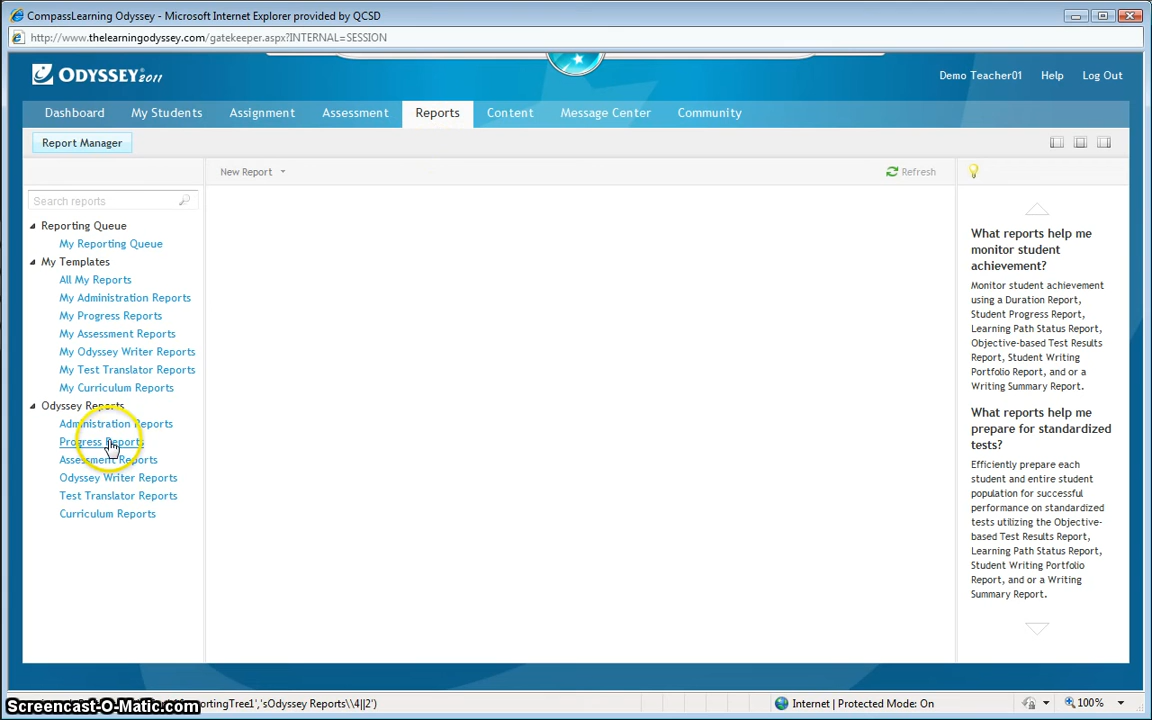 CompassLearning Odyssey - Microsoft Internet Explorer provided by QCSD
http://www.thelearningodyssey.com/gatekeeper.aspx?INTERNAL=SESSION
ODYSSEY 2011
Demo Teacher01 Help Log Out
Dashboard My Students Assignment Assessment Reports Content Message Center Community
Report Manager
New Report
Refresh
Search reports
Reporting Queue
My Reporting Queue
My Templates
All My Reports
My Administration Reports
My Progress Reports
My Assessment Reports
My Odyssey Writer Reports
My Test Translator Reports
My Curriculum Reports
Odyssey Reports
Administration Reports
Progress Reports
Assessment Reports
Odyssey Writer Reports
Test Translator Reports
Curriculum Reports
What reports help me
monitor student
achievement?
Monitor student achievement
using a Duration Report,
Student Progress Report,
Learning Path Status Report,
Objective-based Test Results
Report, Student Writing
Portfolio Report, and or a
Writing Summary Report.
What reports help me
prepare for standardized
tests?
Efficiently prepare each
student and entire student
population for successful
performance on standardized
tests utilizing the Objective-
based Test Results Report,
Learning Path Status Report,
Student Writing Portfolio
Report, and or a Writing
Summary Report.
Screencast-O-Matic.com
ortingTree1','sOdyssey Reports\\4||2')
Internet | Protected Mode: On
100%